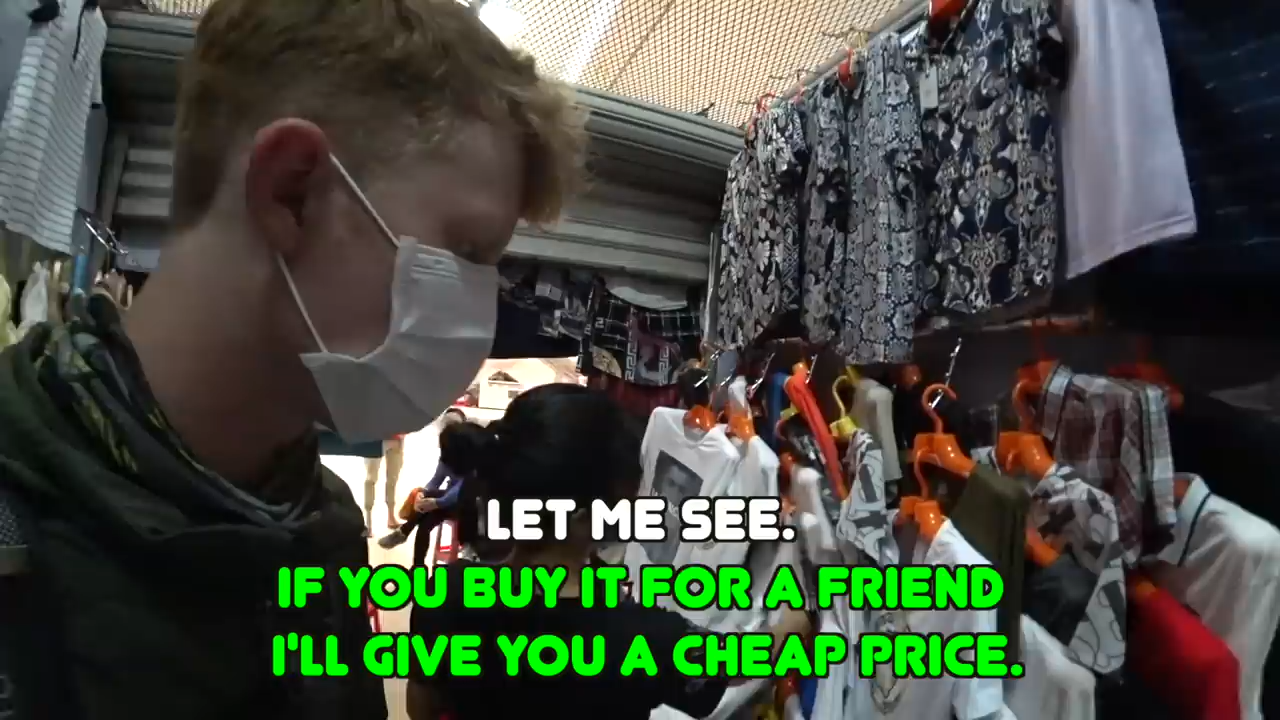 LET ME SEE.
IF YOU BUY IT FOR A FRIEND
I'LL GIVE YOU A CHEAP PRICE.